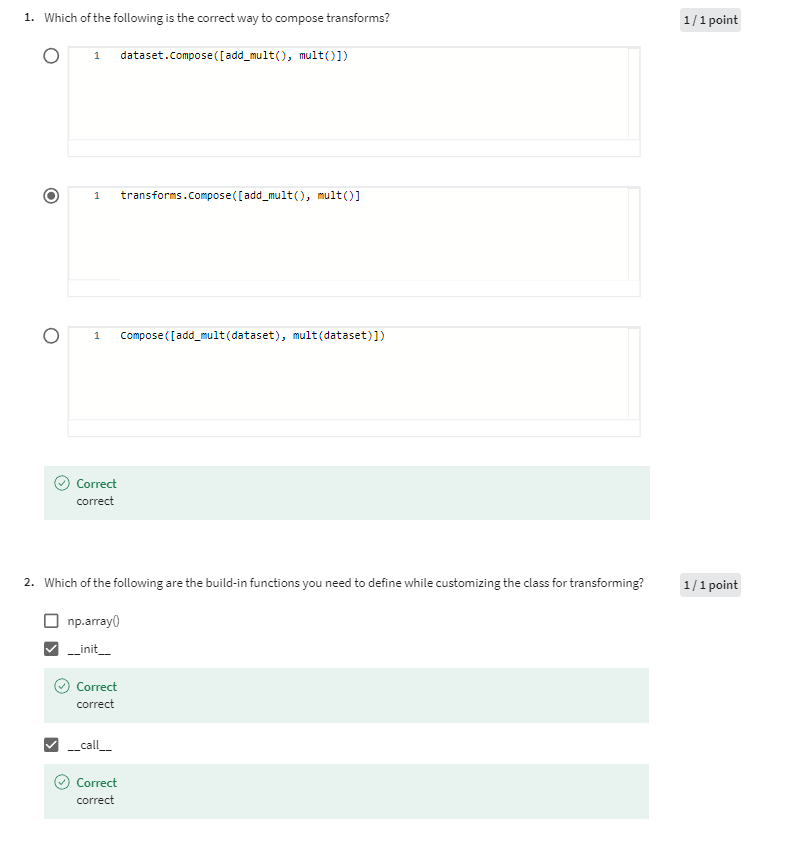 1. Which of the following is the correct way to compose transforms?
1 / 1 point
1 dataset.Compose([add_mult(), mult()])
1 transforms.Compose([add_mult(), mult()]
1 Compose([add_mult(dataset), mult(dataset)])
Correct
correct
2. Which of the following are the build-in functions you need to define while customizing the class for transforming?
1 / 1 point
np.array()
__init__
Correct
correct
__call__
Correct
correct